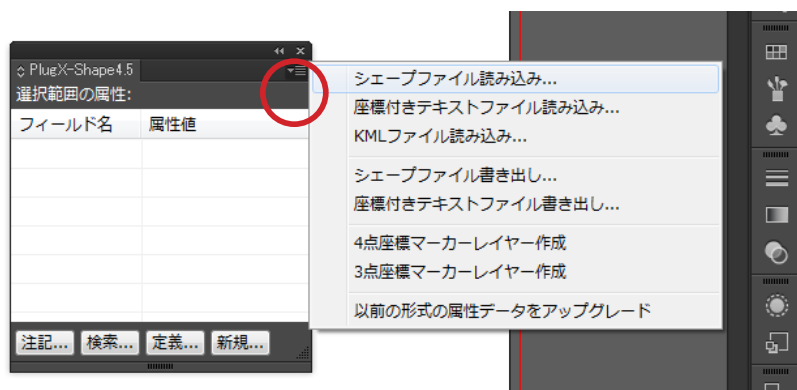 PlugX-Shape4.5
選択範囲の属性:
フィールド名 属性値
注記... 検索... 定義... 新規...
シェープファイル読み込み...
座標付きテキストファイル読み込み...
KMLファイル読み込み...
シェープファイル書き出し...
座標付きテキストファイル書き出し...
4点座標マーカーレイヤー作成
3点座標マーカーレイヤー作成
以前の形式の属性データをアップグレード